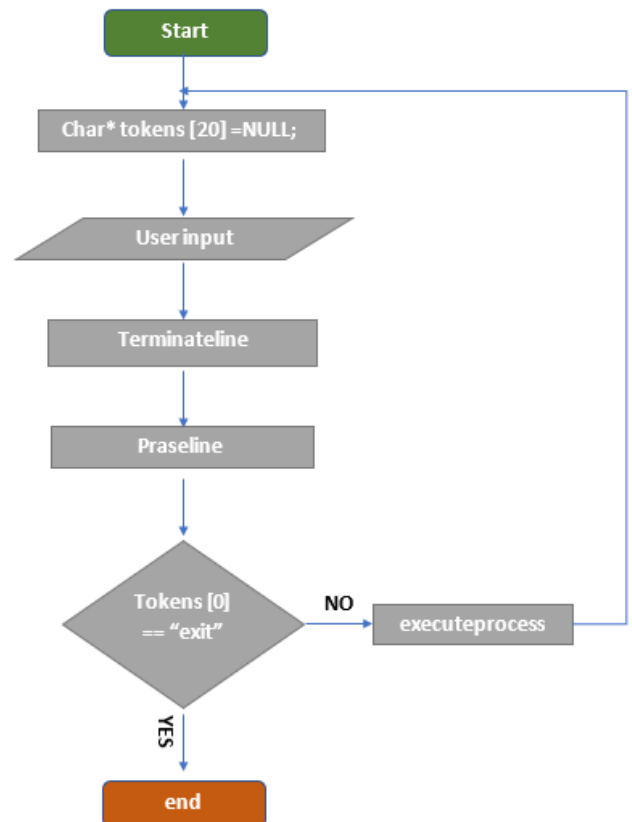 Start
Char* tokens [20] =NULL;
User input
Terminateline
Praseline
Tokens [0]
== “exit”
NO
executeprocess
YES
end